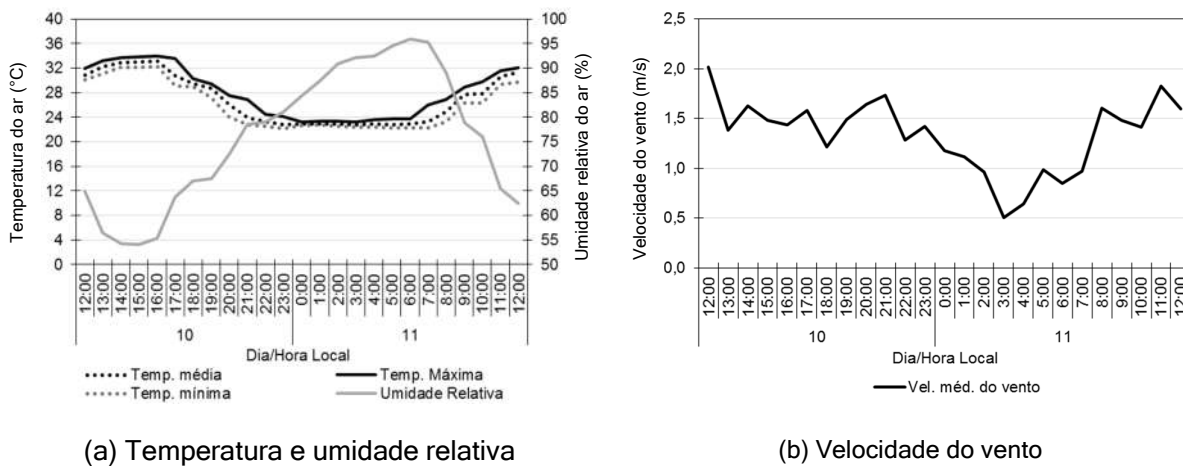 40
36
32
28
24
20
16
12
8
4
0
Temperatura do ar (°C)
100
95
90
85
80
75
70
65
60
55
50
Umidade relativa do ar (%)
12:00 13:00 14:00 15:00 16:00 17:00 18:00 19:00 20:00 21:00 22:00 23:00 0:00 1:00 2:00 3:00 4:00 5:00 6:00 7:00 8:00 9:00 10:00 11:00 12:00
10 11
Dia/Hora Local
Temp. média Temp. Máxima
Temp. mínima Umidade Relativa
(a) Temperatura e umidade relativa
2,5
2,0
1,5
1,0
0,5
0,0
Velocidade do vento (m/s)
12:00 13:00 14:00 15:00 16:00 17:00 18:00 19:00 20:00 21:00 22:00 23:00 0:00 1:00 2:00 3:00 4:00 5:00 6:00 7:00 8:00 9:00 10:00 11:00 12:00
10 11
Dia/Hora Local
Vel. méd. do vento
(b) Velocidade do vento